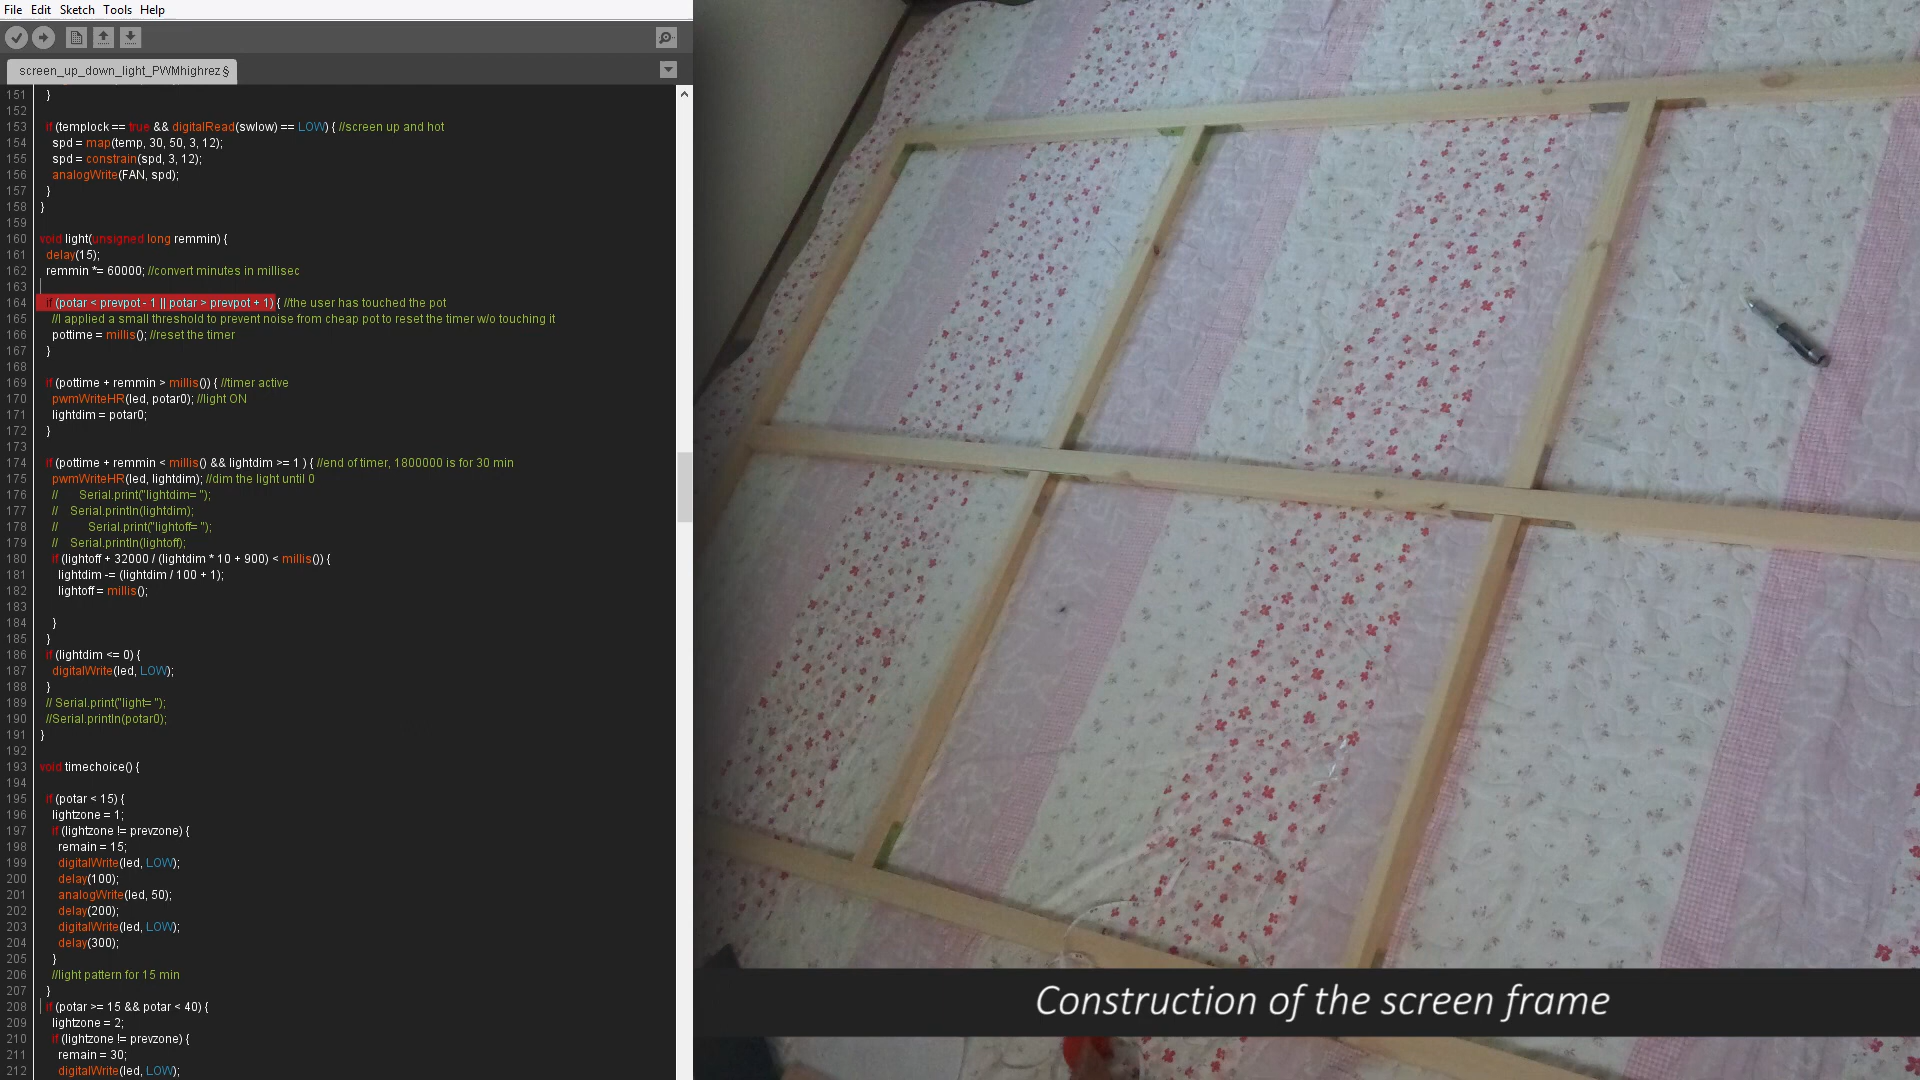 File Edit Sketch Tools Help
screen_up_down_light_PWMhighrez §
151 }
152
153 if (templock == true && digitalRead(swlow) == LOW) { //screen up and hot
154 spd = map(temp, 30, 50, 3, 12);
155 spd = constrain(spd, 3, 12);
156 analogWrite(FAN, spd);
157 }
158 }
159
160 void light(unsigned long remmin) {
161 delay(15);
162 remmin *= 60000; //convert minutes in millisec
163
164 if (potar < prevpot - 1 || potar > prevpot + 1) { //the user has touched the pot
165 //I applied a small threshold to prevent noise from cheap pot to reset the timer w/o touching it
166 pottime = millis(); //reset the timer
167 }
168
169 if (pottime + remmin > millis()) { //timer active
170 pwmWriteHR(led, potar0); //light ON
171 lightdim = potar0;
172 }
173
174 if (pottime + remmin < millis() && lightdim >= 1 ) { //end of timer, 1800000 is for 30 min
175 pwmWriteHR(led, lightdim); //dim the light until 0
176 // Serial.print("lightdim= ");
177 // Serial.println(lightdim);
178 // Serial.print("lightoff= ");
179 // Serial.println(lightoff);
180 if (lightoff + 32000 / (lightdim * 10 + 900) < millis()) {
181 lightdim -= (lightdim / 100 + 1);
182 lightoff = millis();
183
184 }
185 }
186 if (lightdim <= 0) {
187 digitalWrite(led, LOW);
188 }
189 // Serial.print("light= ");
190 //Serial.println(potar0);
191 }
192
193 void timechoice() {
194
195 if (potar < 15) {
196 lightzone = 1;
197 if (lightzone != prevzone) {
198 remain = 15;
199 digitalWrite(led, LOW);
200 delay(100);
201 analogWrite(led, 50);
202 delay(200);
203 digitalWrite(led, LOW);
204 delay(300);
205 }
206 //light pattern for 15 min
207 }
208 if (potar >= 15 && potar < 40) {
209 lightzone = 2;
210 if (lightzone != prevzone) {
211 remain = 30;
212 digitalWrite(led, LOW);
Construction of the screen frame